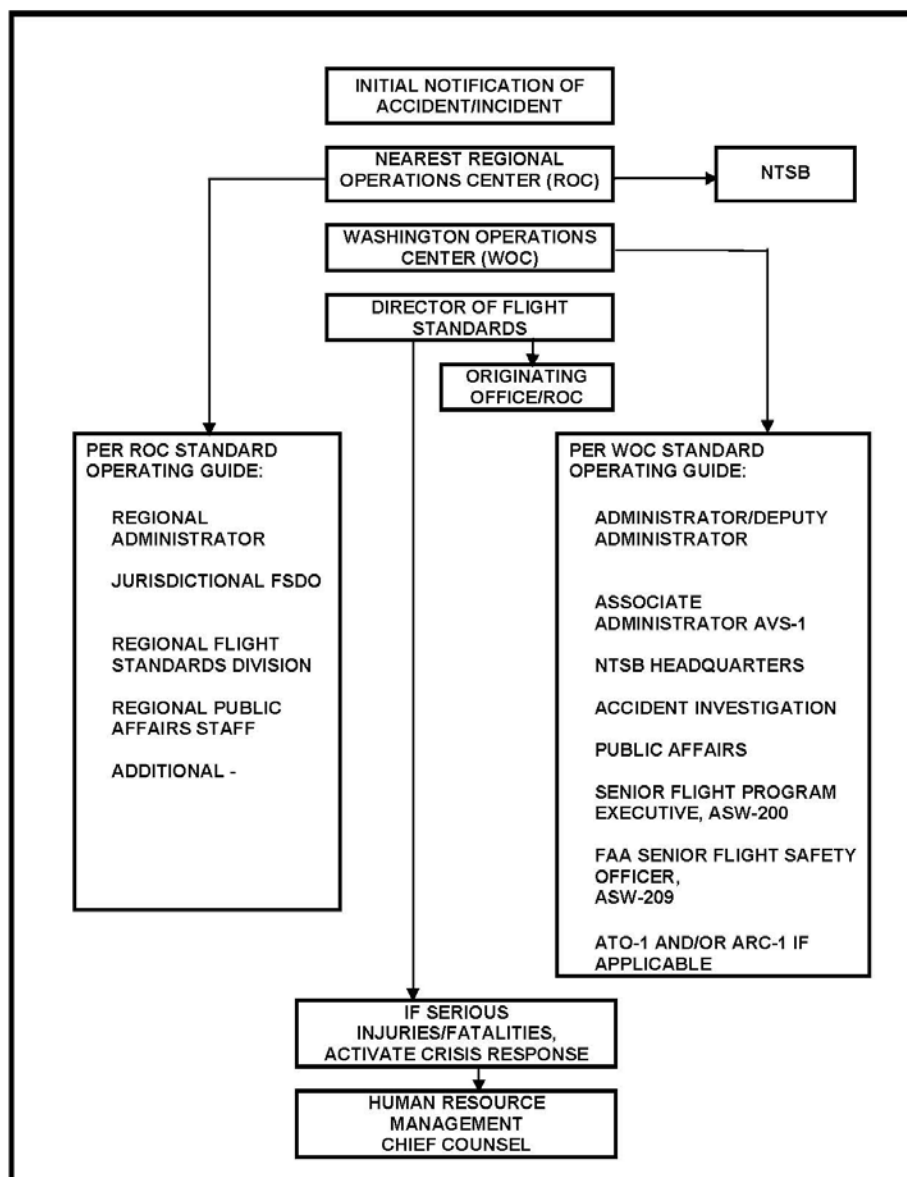 INITIAL NOTIFICATION OF
ACCIDENT/INCIDENT
NEAREST REGIONAL
OPERATIONS CENTER (ROC)
NTSB
WASHINGTON OPERATIONS
CENTER (WOC)
DIRECTOR OF FLIGHT
STANDARDS
ORIGINATING
OFFICE/ROC
PER ROC STANDARD
OPERATING GUIDE:
REGIONAL
ADMINISTRATOR
JURISDICTIONAL FSDO
REGIONAL FLIGHT
STANDARDS DIVISION
REGIONAL PUBLIC
AFFAIRS STAFF
ADDITIONAL -
PER WOC STANDARD
OPERATING GUIDE:
ADMINISTRATOR/DEPUTY
ADMINISTRATOR
ASSOCIATE
ADMINISTRATOR AVS-1
NTSB HEADQUARTERS
ACCIDENT INVESTIGATION
PUBLIC AFFAIRS
SENIOR FLIGHT PROGRAM
EXECUTIVE, ASW-200
FAA SENIOR FLIGHT SAFETY
OFFICER,
ASW-209
ATO-1 AND/OR ARC-1 IF
APPLICABLE
IF SERIOUS
INJURIES/FATALITIES,
ACTIVATE CRISIS RESPONSE
HUMAN RESOURCE
MANAGEMENT
CHIEF COUNSEL